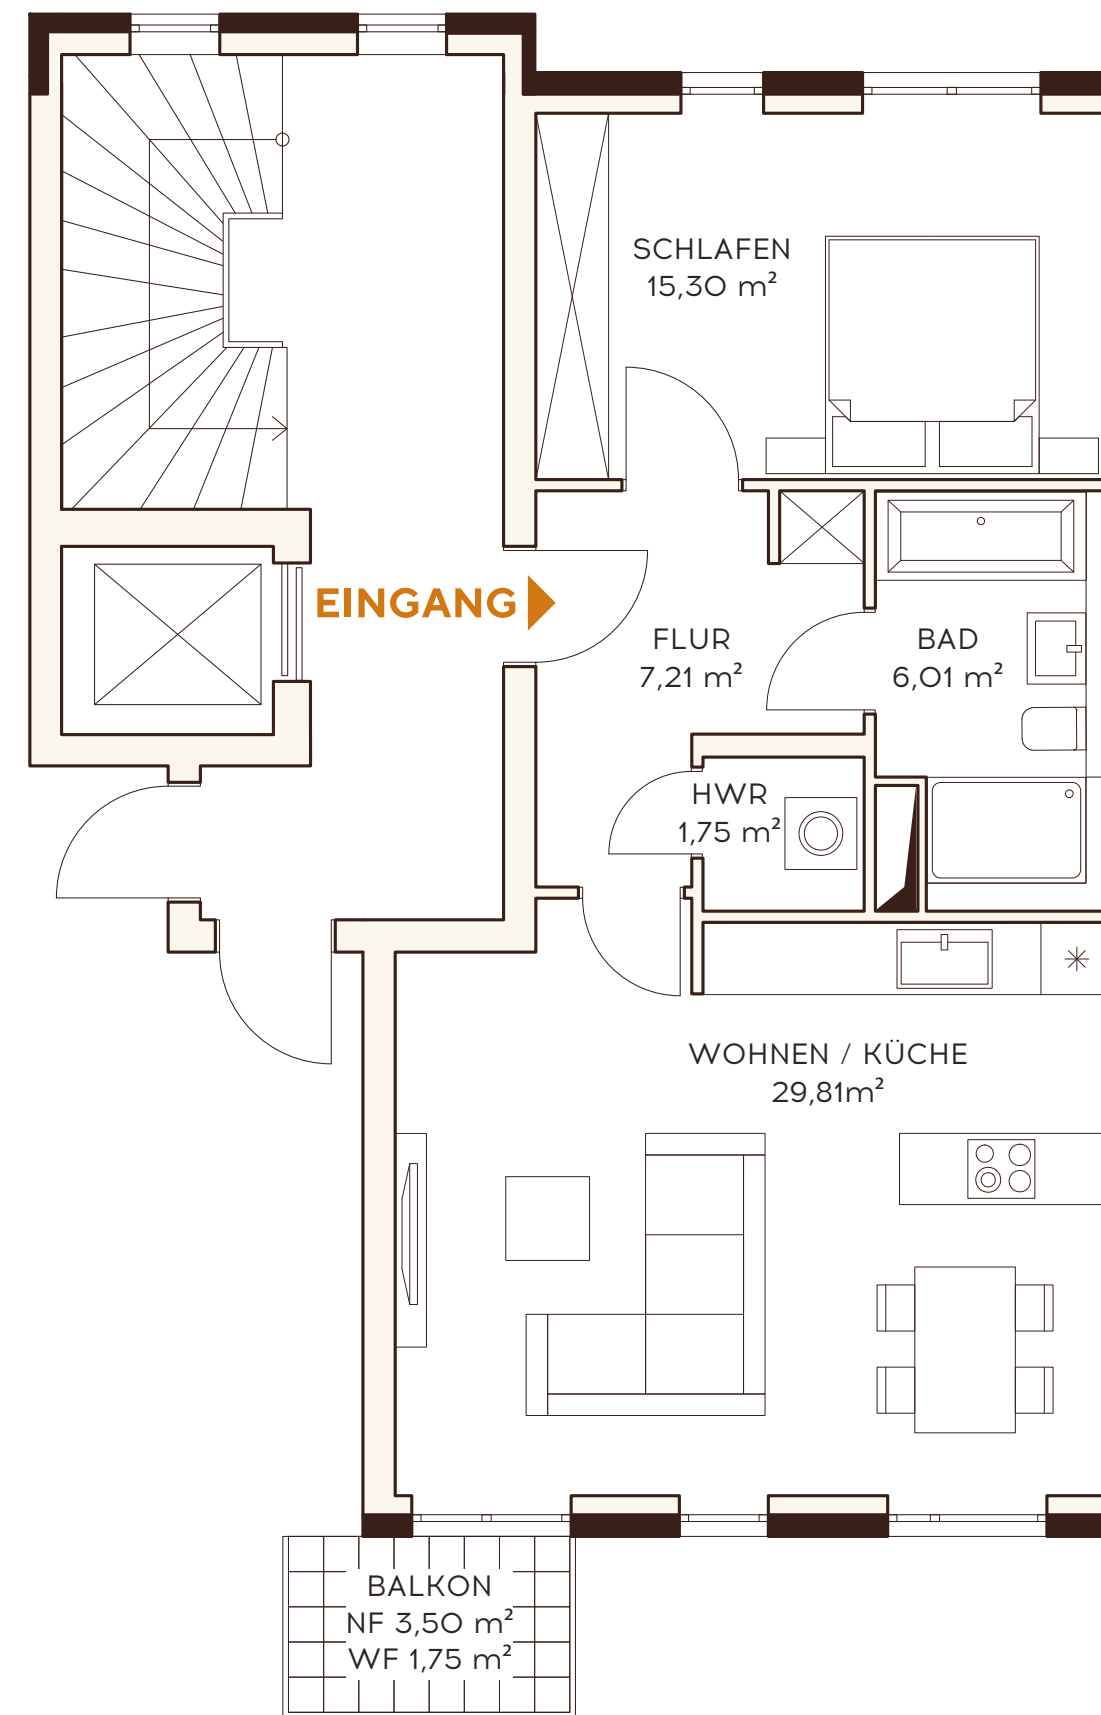 SCHLAFEN
15,30 m²
EINGANG
FLUR
7,21 m²
BAD
6,01 m²
HWR
1,75 m²
WOHNEN / KÜCHE
29,81m²
BALKON
NF 3,50 m²
WF 1,75 m²